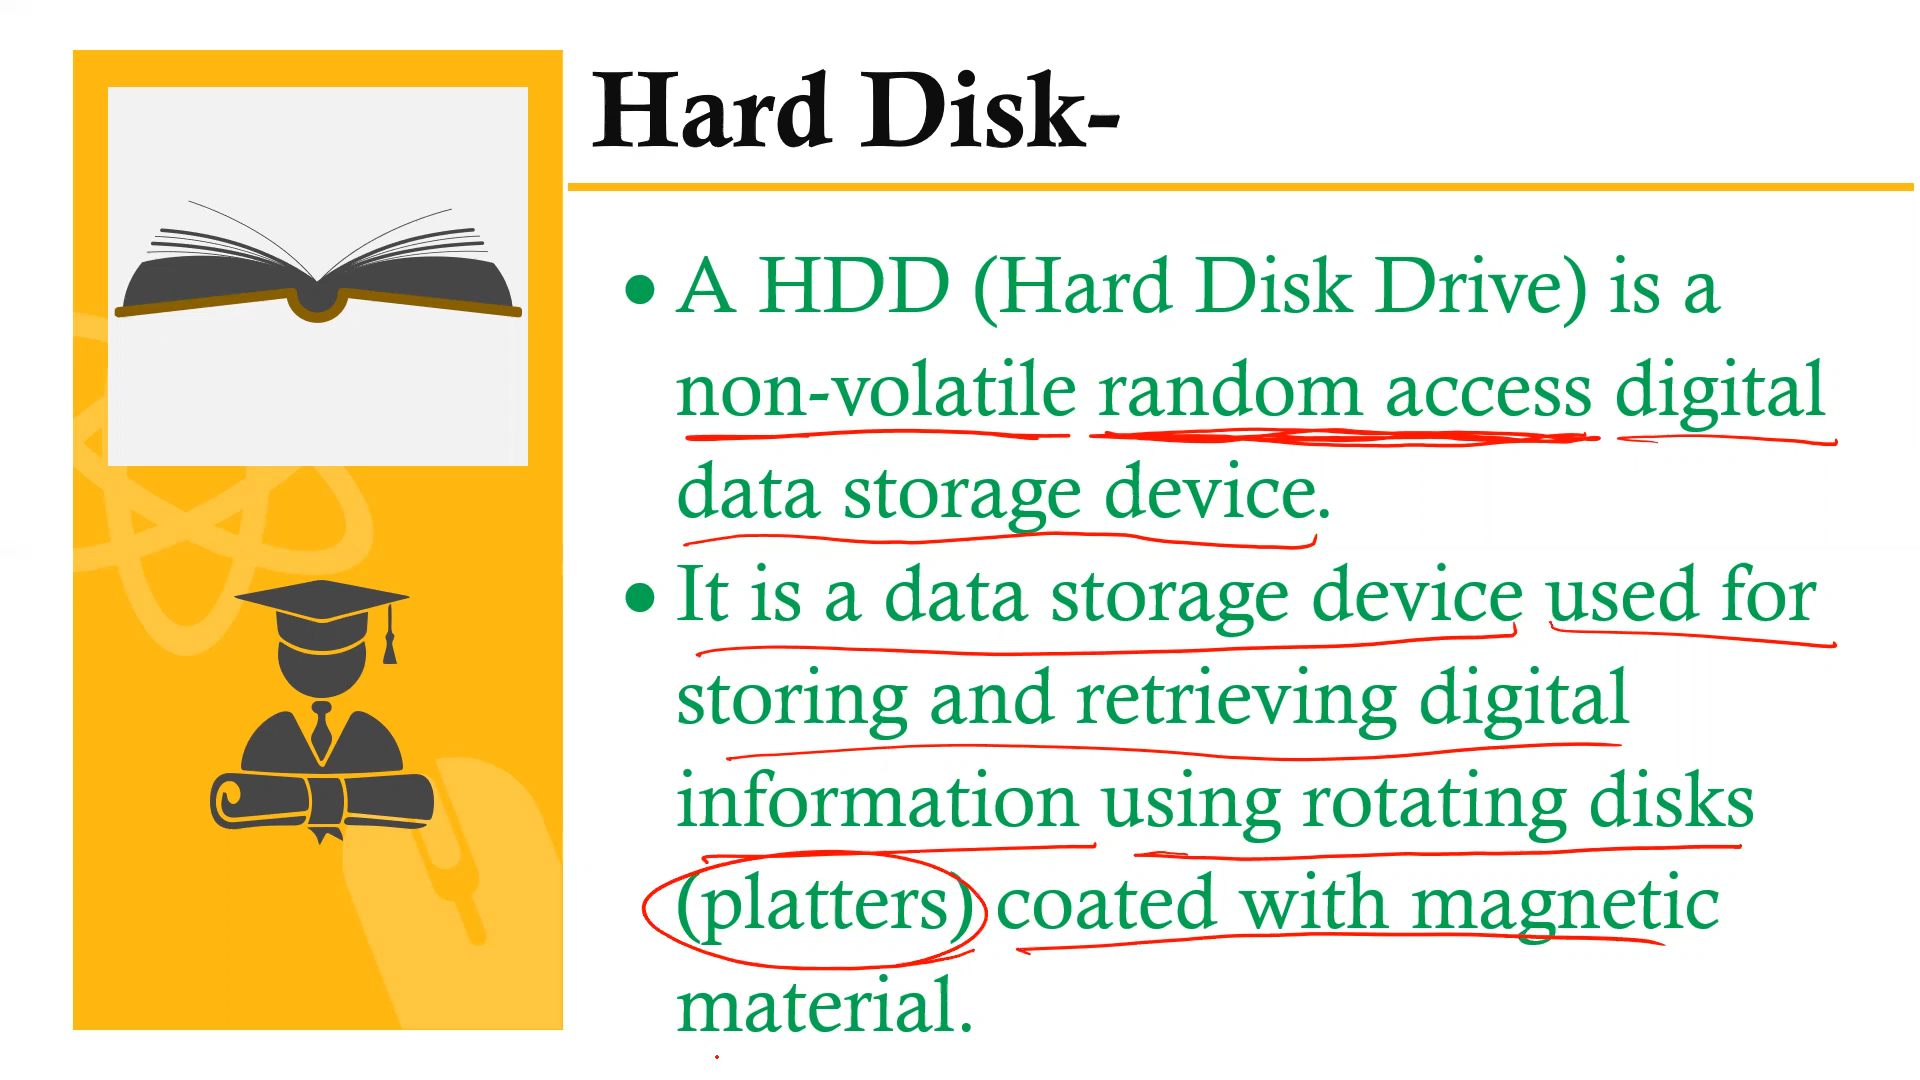 Hard Disk-
• A HDD (Hard Disk Drive) is a
non-volatile random access digital
data storage device.
• It is a data storage device used for
storing and retrieving digital
information using rotating disks
(platters) coated with magnetic
material.